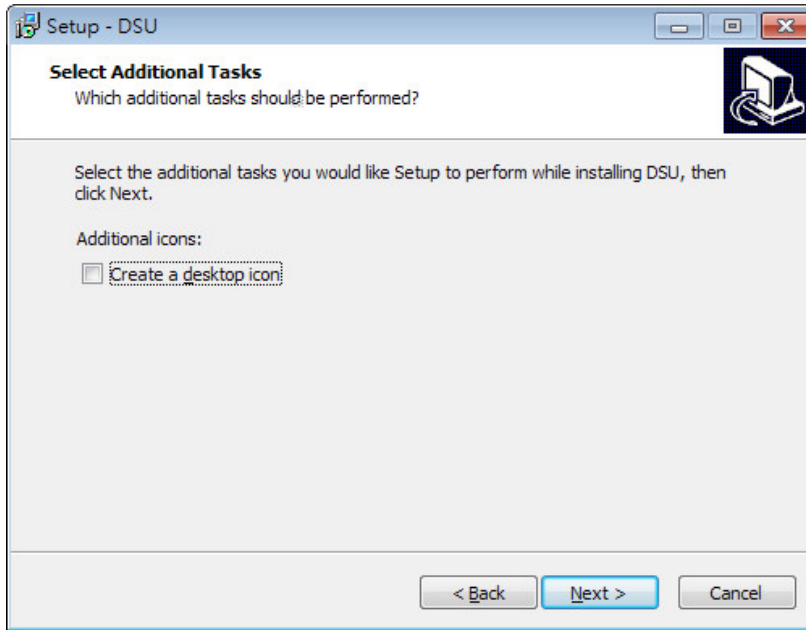 Setup - DSU
Select Additional Tasks
Which additional tasks should be performed?
Select the additional tasks you would like Setup to perform while installing DSU, then
click Next.
Additional icons:
Create a desktop icon
< Back
Next >
Cancel